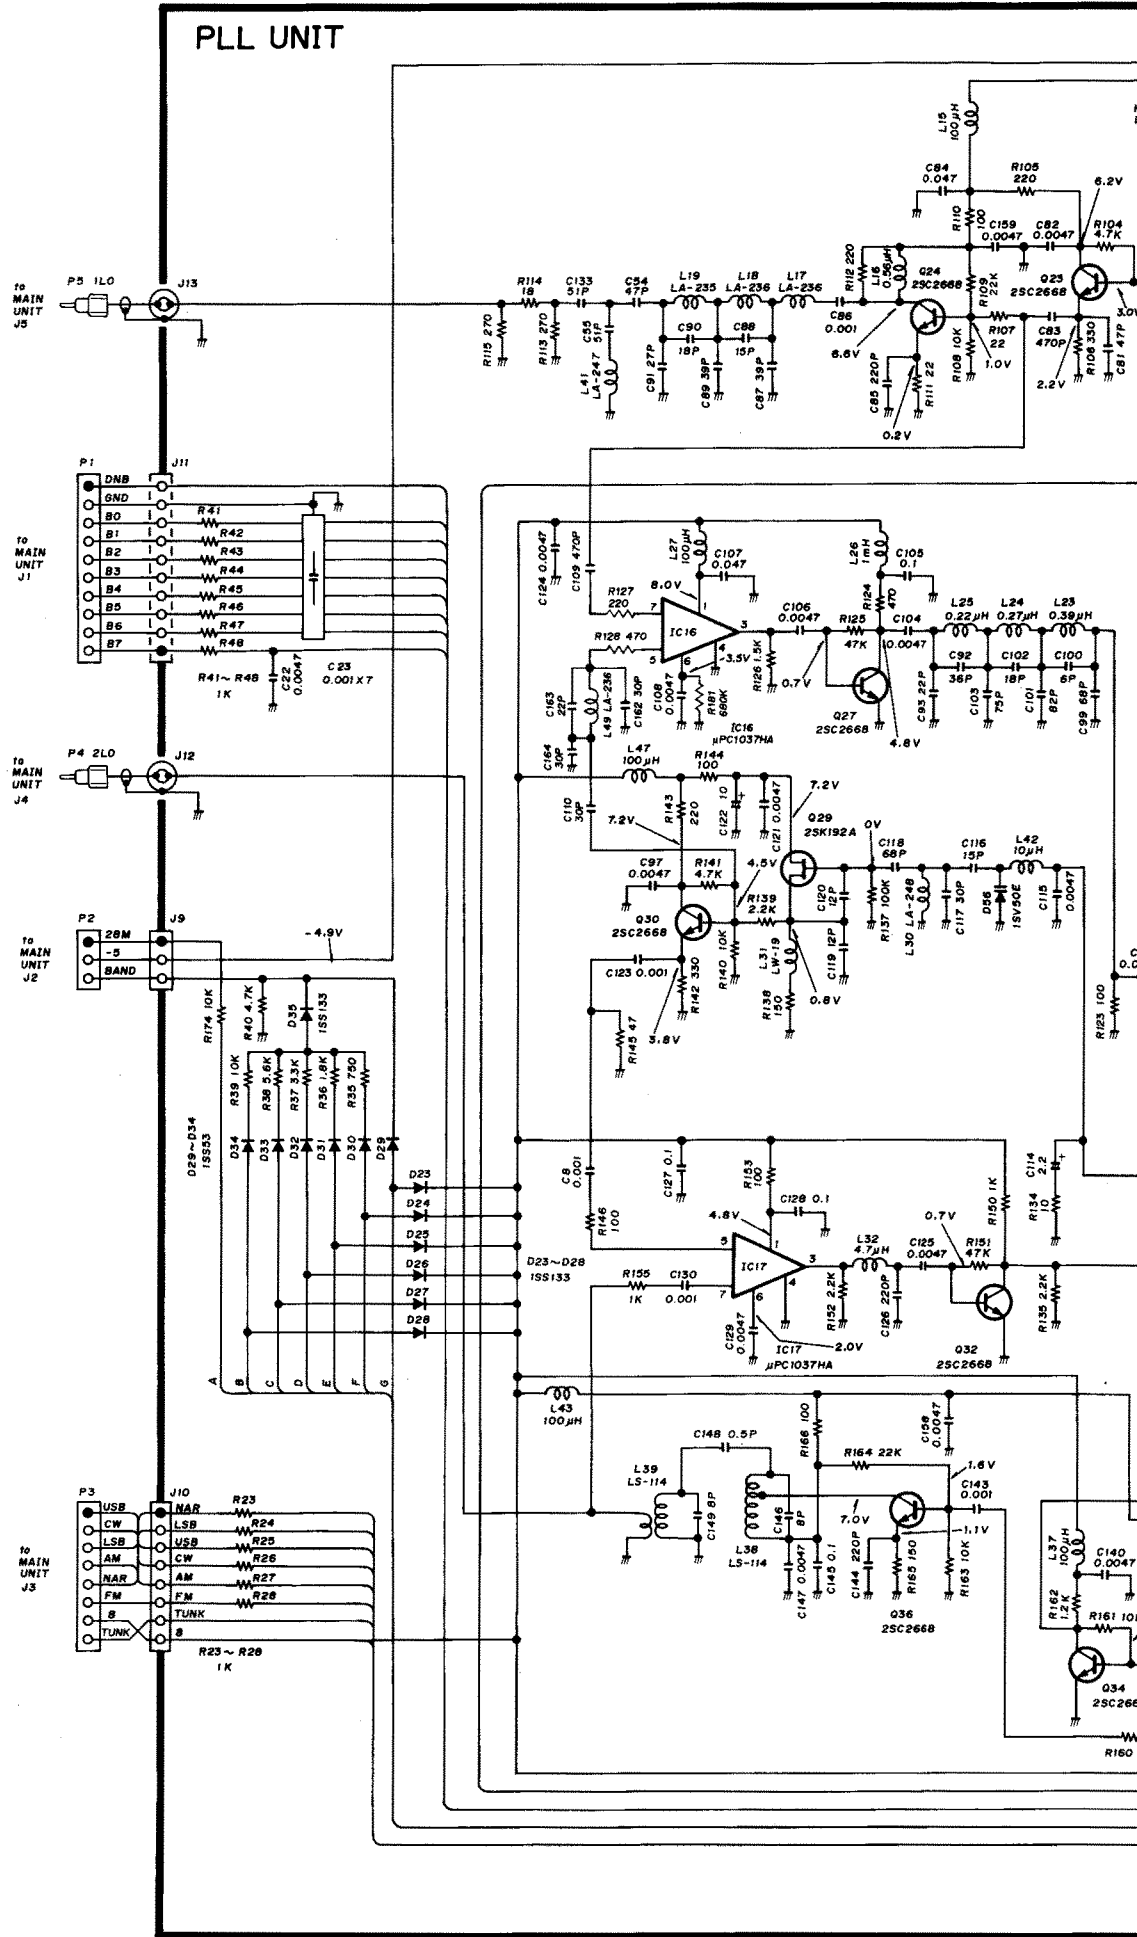 PLL UNIT
L15
100µH
C84
0.047
R105
220
6.2V
R110
100
C159
0.0047
C82
0.0047
R104
4.7K
to
MAIN
UNIT
J5
P5 1LO
J13
R114
18
C133
51P
C54
47P
L19
LA-235
L18
LA-236
L17
LA-236
R112 220
L16
0.56µH
Q24
2SC2668
R109
22K
Q23
2SC2668
3.0V
R115 270
R113 270
C55
51P
L41
LA-247
C90
18P
C88
15P
C86
0.001
6.6V
R108 10K
R107
22
1.0V
C83
470P
R106 330
C81 47P
2.2V
C91 27P
C89 39P
C87 39P
C85 220P
R111 22
0.2V
P1
J11
DNB
GND
B0
B1
B2
B3
B4
B5
B6
B7
R41
R42
R43
R44
R45
R46
R47
R48
to
MAIN
UNIT
J1
R41~R48
1K
C22
0.0047
C23
0.001X7
C124 0.0047
C109 470P
L27
100µH
C107
0.047
8.0V
L26
1mH
C105
0.1
R124
470
R127
220
R128 470
7
5
1
3
6
4
IC16
-3.5V
C106
0.0047
R125
47K
C104
0.0047
L25
0.22µH
L24
0.27µH
L23
0.39µH
R126 1.5K
0.7V
C92
36P
C102
18P
C100
6P
C163
22P
L49 LA-236
C162 30P
C108
0.0047
R181
680K
Q27
2SC2668
4.8V
C93 22P
C103
75P
C101
82P
C99 68P
IC16
µPC1037HA
to
MAIN
UNIT
J4
P4 2LO
J12
C164
30P
L47
100µH
R144
100
C110
30P
R143
220
7.2V
C122 10
+
C121 0.0047
7.2V
Q29
2SK192A
0V
C118
68P
C116
15P
L42
10µH
C97
0.0047
R141
4.7K
4.5V
R139
2.2K
C120
12P
R137 100K
L30 LA-248
C117 30P
D56
1SV50E
C115
0.0047
Q30
2SC2668
R140 10K
L31
LW-19
C119 12P
C123 0.001
R142 330
R138
150
0.8V
3.8V
R145 47
R123 100
to
MAIN
UNIT
J2
P2
J9
28M
-5
BAND
-4.9V
R174 10K
R40 4.7K
D35
1SS133
R39 10K
R38 5.6K
R37 3.3K
R36 1.8K
R35 750
D29~D34
1SS53
D34
D33
D32
D31
D30
D29
D23
D24
D25
D26
D27
D28
D23~D28
1SS133
C8
0.001
R146
100
C127 0.1
R153
100
C128 0.1
4.8V
R150 1K
C114
2.2
+
R134
10
5
7
1
3
6
4
IC17
L32
4.7µH
C125
0.0047
0.7V
R151
47K
R155
1K
C130
0.001
C129
0.0047
R152 2.2K
C126 220P
R135 2.2K
2.0V
IC17
µPC1037HA
Q32
2SC2668
A
B
C
D
E
F
G
L43
100µH
R166 100
C158
0.0047
C148 0.5P
R164 22K
1.6V
C143
0.001
L39
LS-114
C149 8P
C146
8P
7.0V
1.1V
L38
LS-114
C147 0.0047
C145 0.1
C144 220P
R165 150
R163 10K
Q36
2SC2668
L37
100µH
C140
0.0047
R162
1.2K
R161
Q34
R160
to
MAIN
UNIT
J3
P3
J10
USB
CW
LSB
AM
NAR
FM
8
TUNK
NAR
LSB
USB
CW
AM
FM
TUNK
8
R23
R24
R25
R26
R27
R28
R23~R28
1K